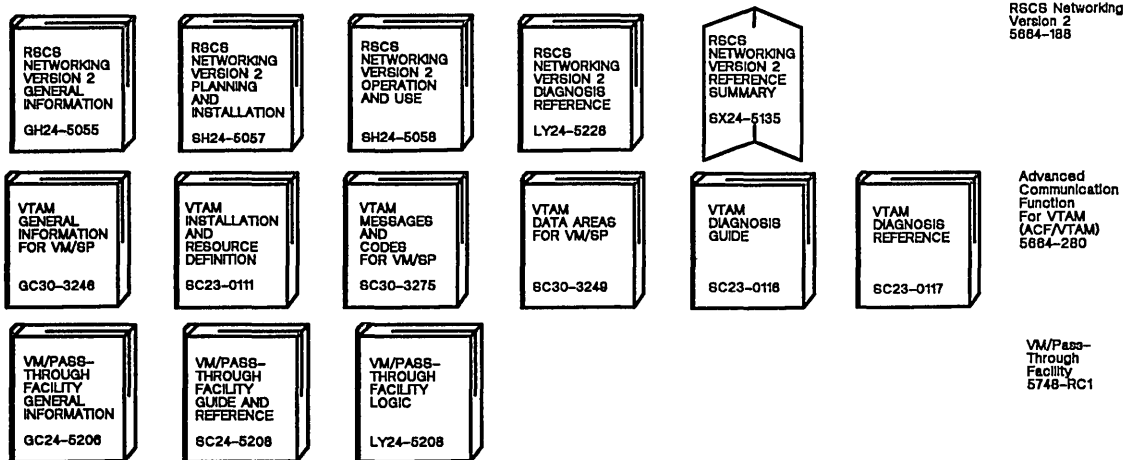 RSCS
NETWORKING
VERSION 2
GENERAL
INFORMATION
GH24-5055
RSCS
NETWORKING
VERSION 2
PLANNING
AND
INSTALLATION
SH24-5057
RSCS
NETWORKING
VERSION 2
OPERATION
AND USE
SH24-5058
RSCS
NETWORKING
VERSION 2
DIAGNOSIS
REFERENCE
LY24-5228
RSCS
NETWORKING
VERSION 2
REFERENCE
SUMMARY
SX24-5135
RSCS Networking
Version 2
5664-188
VTAM
GENERAL
INFORMATION
FOR VM/SP
GC30-3246
VTAM
INSTALLATION
AND
RESOURCE
DEFINITION
SC23-0111
VTAM
MESSAGES
AND
CODES
FOR VM/SP
SC30-3275
VTAM
DATA AREAS
FOR VM/SP
SC30-3249
VTAM
DIAGNOSIS
GUIDE
SC23-0116
VTAM
DIAGNOSIS
REFERENCE
SC23-0117
Advanced
Communication
Function
For VTAM
(ACF/VTAM)
5664-280
VM/PASS-
THROUGH
FACILITY
GENERAL
INFORMATION
GC24-5206
VM/PASS-
THROUGH
FACILITY
GUIDE AND
REFERENCE
SC24-5208
VM/PASS-
THROUGH
FACILITY
LOGIC
LY24-5208
VM/Pass-
Through
Facility
5748-RC1